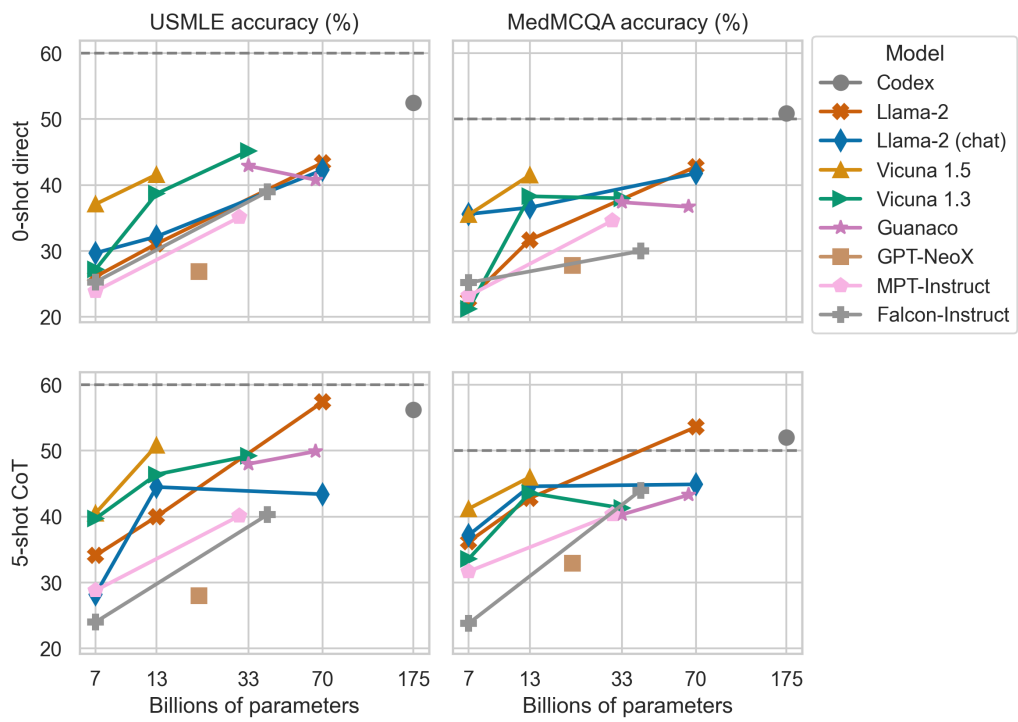 USMLE accuracy (%)
MedMCQA accuracy (%)
0-shot direct
60
50
40
30
20
Model
Codex
Llama-2
Llama-2 (chat)
Vicuna 1.5
Vicuna 1.3
Guanaco
GPT-NeoX
MPT-Instruct
Falcon-Instruct
5-shot CoT
60
50
40
30
20
7 13 33 70 175
7 13 33 70 175
Billions of parameters
Billions of parameters